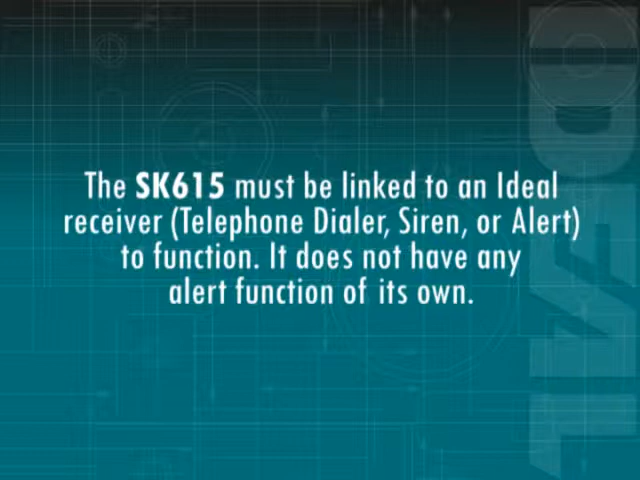 The SK615 must be linked to an Ideal
receiver (Telephone Dialer, Siren, or Alert)
to function. It does not have any
alert function of its own.
IDEAL